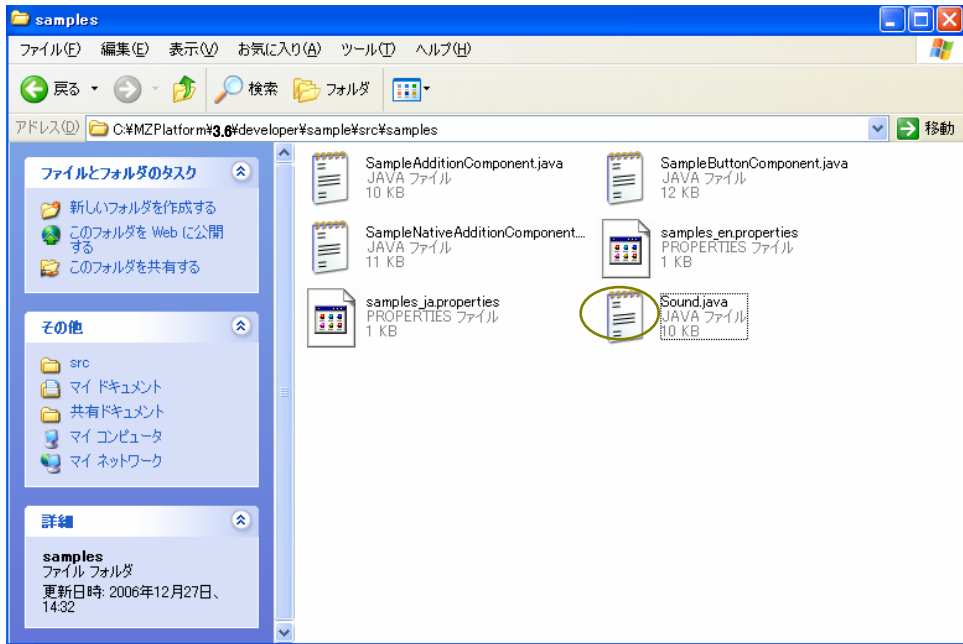 samples
ファイル(F) 編集(E) 表示(V) お気に入り(A) ツール(T) ヘルプ(H)
戻る 検索 フォルダ
アドレス(D) C:¥MZPlatform¥3.6¥developer¥sample¥src¥samples 移動
ファイルとフォルダのタスク
新しいフォルダを作成する
このフォルダを Web に公開
する
このフォルダを共有する
その他
src
マイ ドキュメント
共有ドキュメント
マイ コンピュータ
マイ ネットワーク
詳細
samples
ファイル フォルダ
更新日時: 2006年12月27日、
14:32
SampleAdditionComponent.java
JAVA ファイル
10 KB
SampleButtonComponent.java
JAVA ファイル
12 KB
SampleNativeAdditionComponent....
JAVA ファイル
11 KB
samples_en.properties
PROPERTIES ファイル
1 KB
samples_ja.properties
PROPERTIES ファイル
1 KB
Sound.java
JAVA ファイル
10 KB